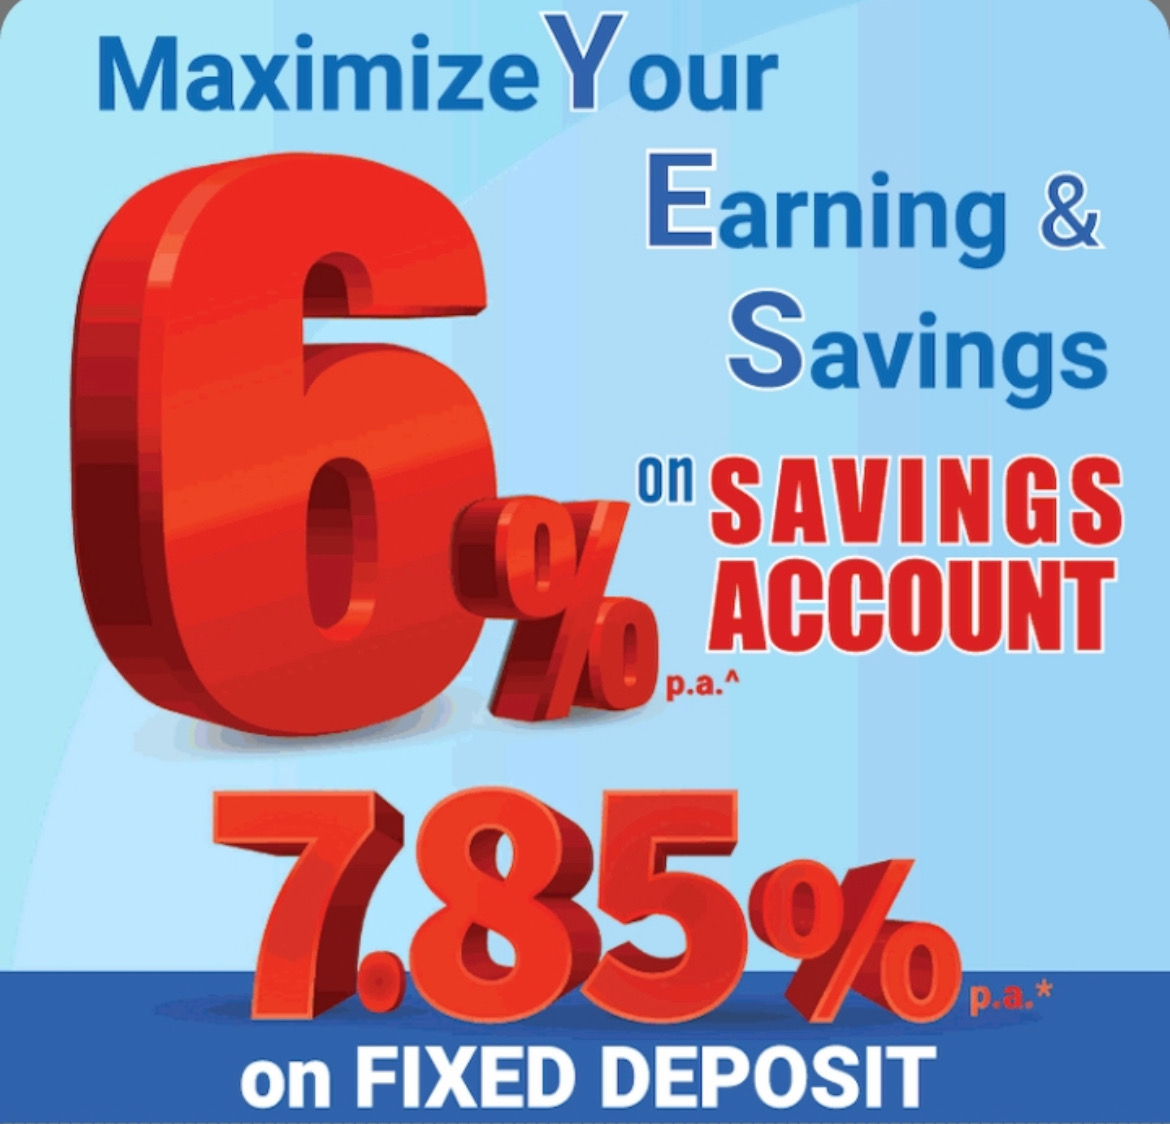 Maximize Your
Earning &
Savings
6% p.a.^
on SAVINGS
ACCOUNT
7.85% p.a.*
on FIXED DEPOSIT